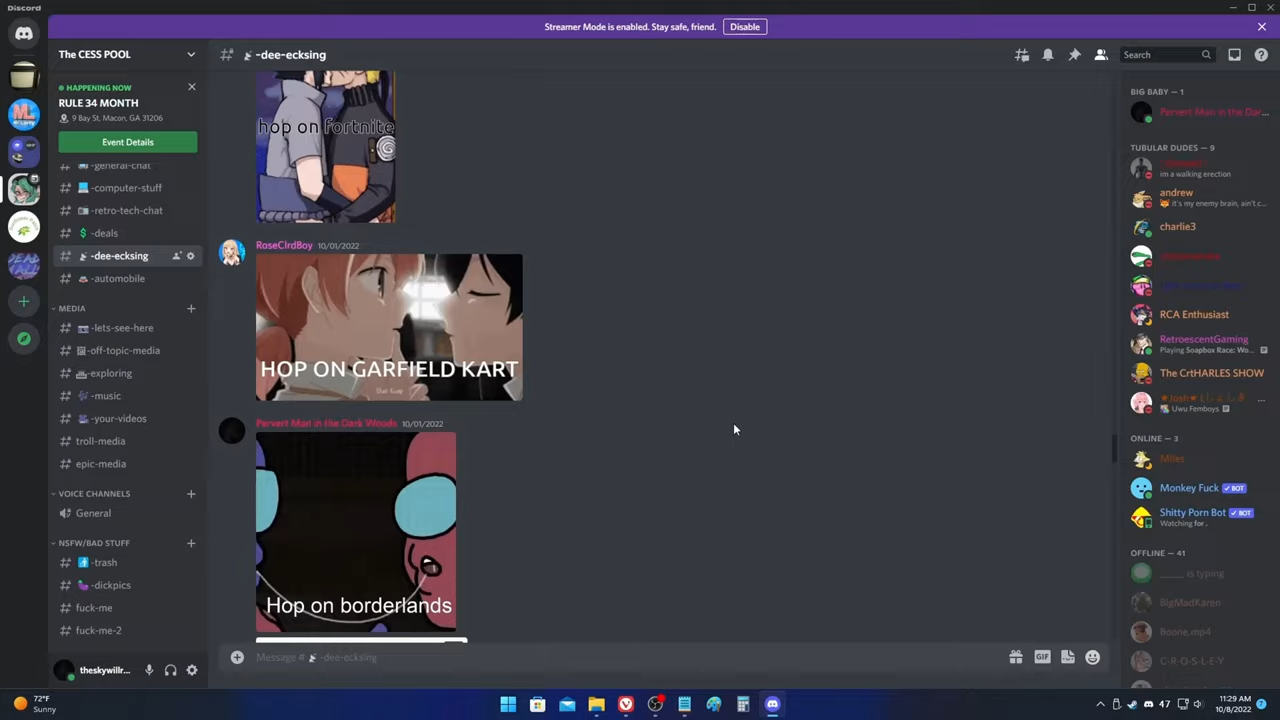 Discord
Streamer Mode is enabled. Stay safe, friend. Disable
The CESS POOL
-dee-ecksing
Search
HAPPENING NOW
RULE 34 MONTH
9 Bay St, Macon, GA 31206
Event Details
-general-chat
-computer-stuff
-retro-tech-chat
-deals
-dee-ecksing
-automobile
MEDIA
-lets-see-here
-off-topic-media
-exploring
-music
-your-videos
troll-media
epic-media
VOICE CHANNELS
General
NSFW/BAD STUFF
-trash
-dickpics
fuck-me
fuck-me-2
theskywillr...
hop on fortnite
RoseClrdBoy 10/01/2022
HOP ON GARFIELD KART
Pervert Man in the Dark Woods 10/01/2022
Hop on borderlands
Message # -dee-ecksing
GIF
BIG BABY — 1
Pervert Man in the Dar...
TUBULAR DUDES — 9
im a walking erection
andrew
it's my enemy brain, ain't c...
charlie3
RCA Enthusiast
RetroescentGaming
Playing Soapbox Race: Wo...
The CrtHARLES SHOW
Uwu Femboys
ONLINE — 3
Miles
Monkey Fuck BOT
Shitty Porn Bot BOT
Watching for .
OFFLINE — 41
_____ is typing
BigMadKaren
Boone.mp4
C-R-O-S-L-E-Y
72°F
Sunny
47
11:29 AM
10/8/2022